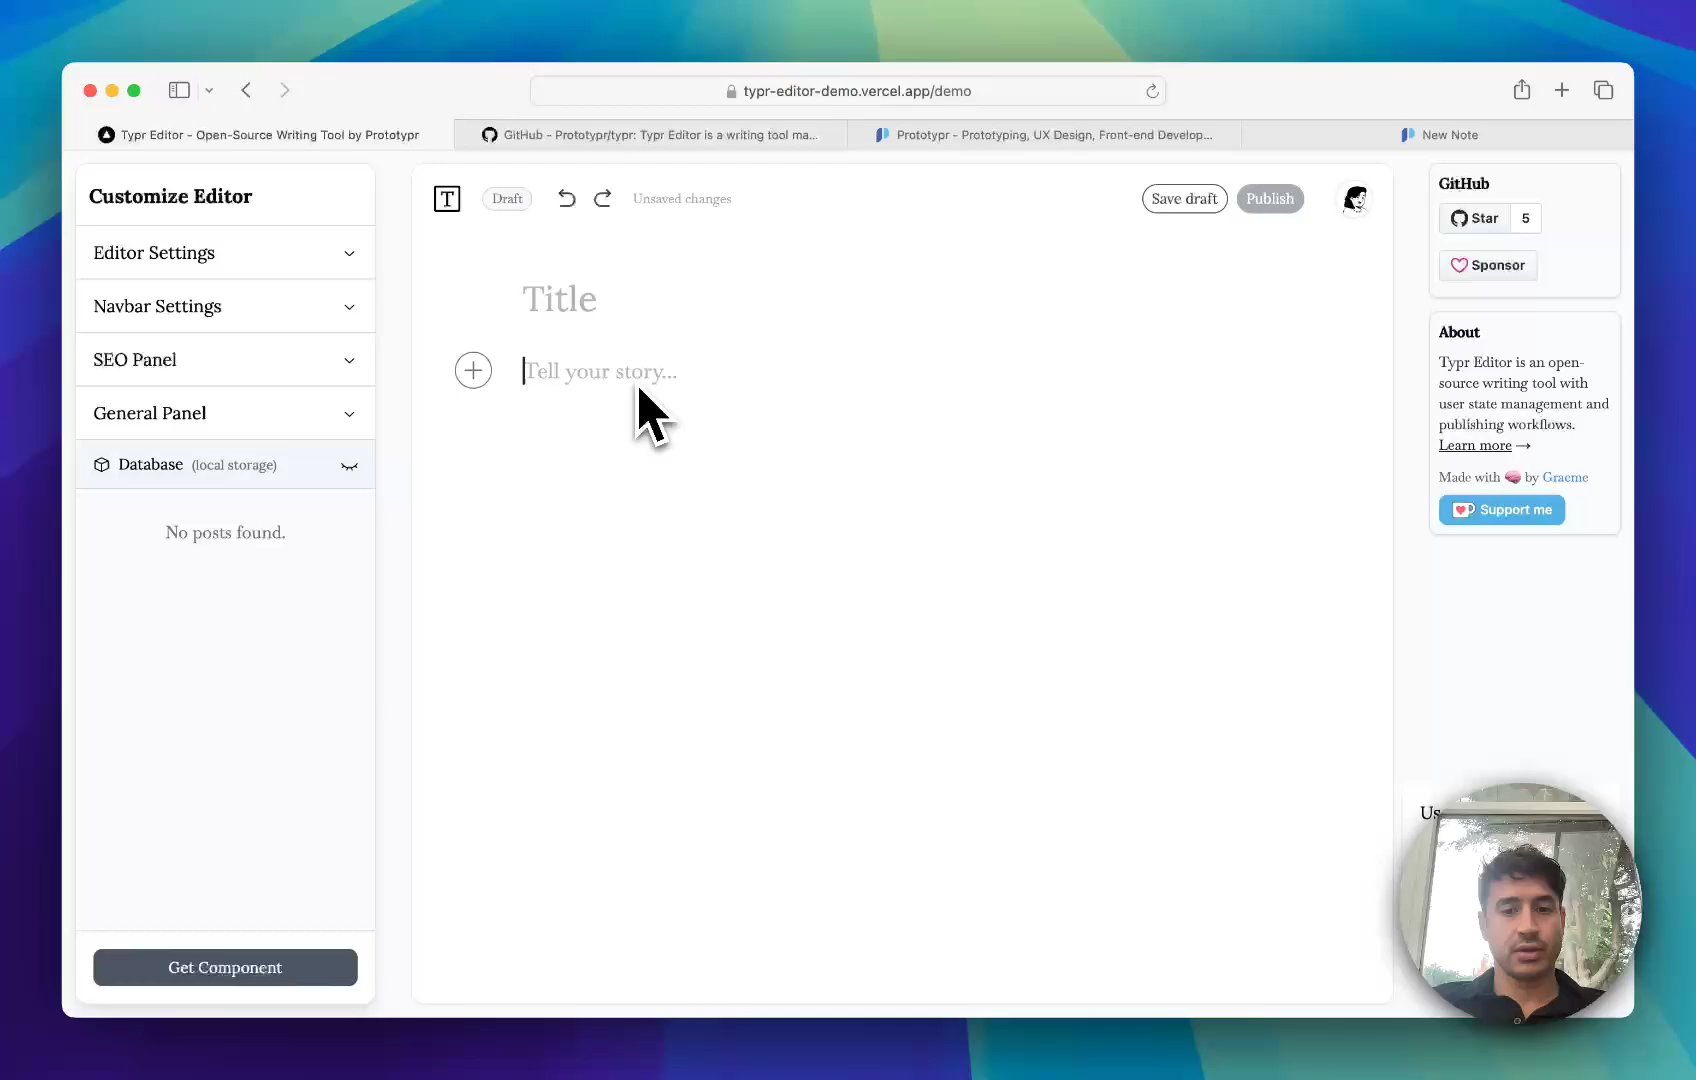 typr-editor-demo.vercel.app/demo
Typr Editor - Open-Source Writing Tool by Prototypr
GitHub - Prototypr/typr: Typr Editor is a writing tool ma...
Prototypr - Prototyping, UX Design, Front-end Develop...
New Note
Customize Editor
Editor Settings
Navbar Settings
SEO Panel
General Panel
Database (local storage)
No posts found.
Get Component
T
Draft
Unsaved changes
Save draft
Publish
Title
Tell your story...
GitHub
Star 5
Sponsor
About
Typr Editor is an open-
source writing tool with
user state management and
publishing workflows.
Learn more →
Made with 🧠 by Graeme
Support me
Us